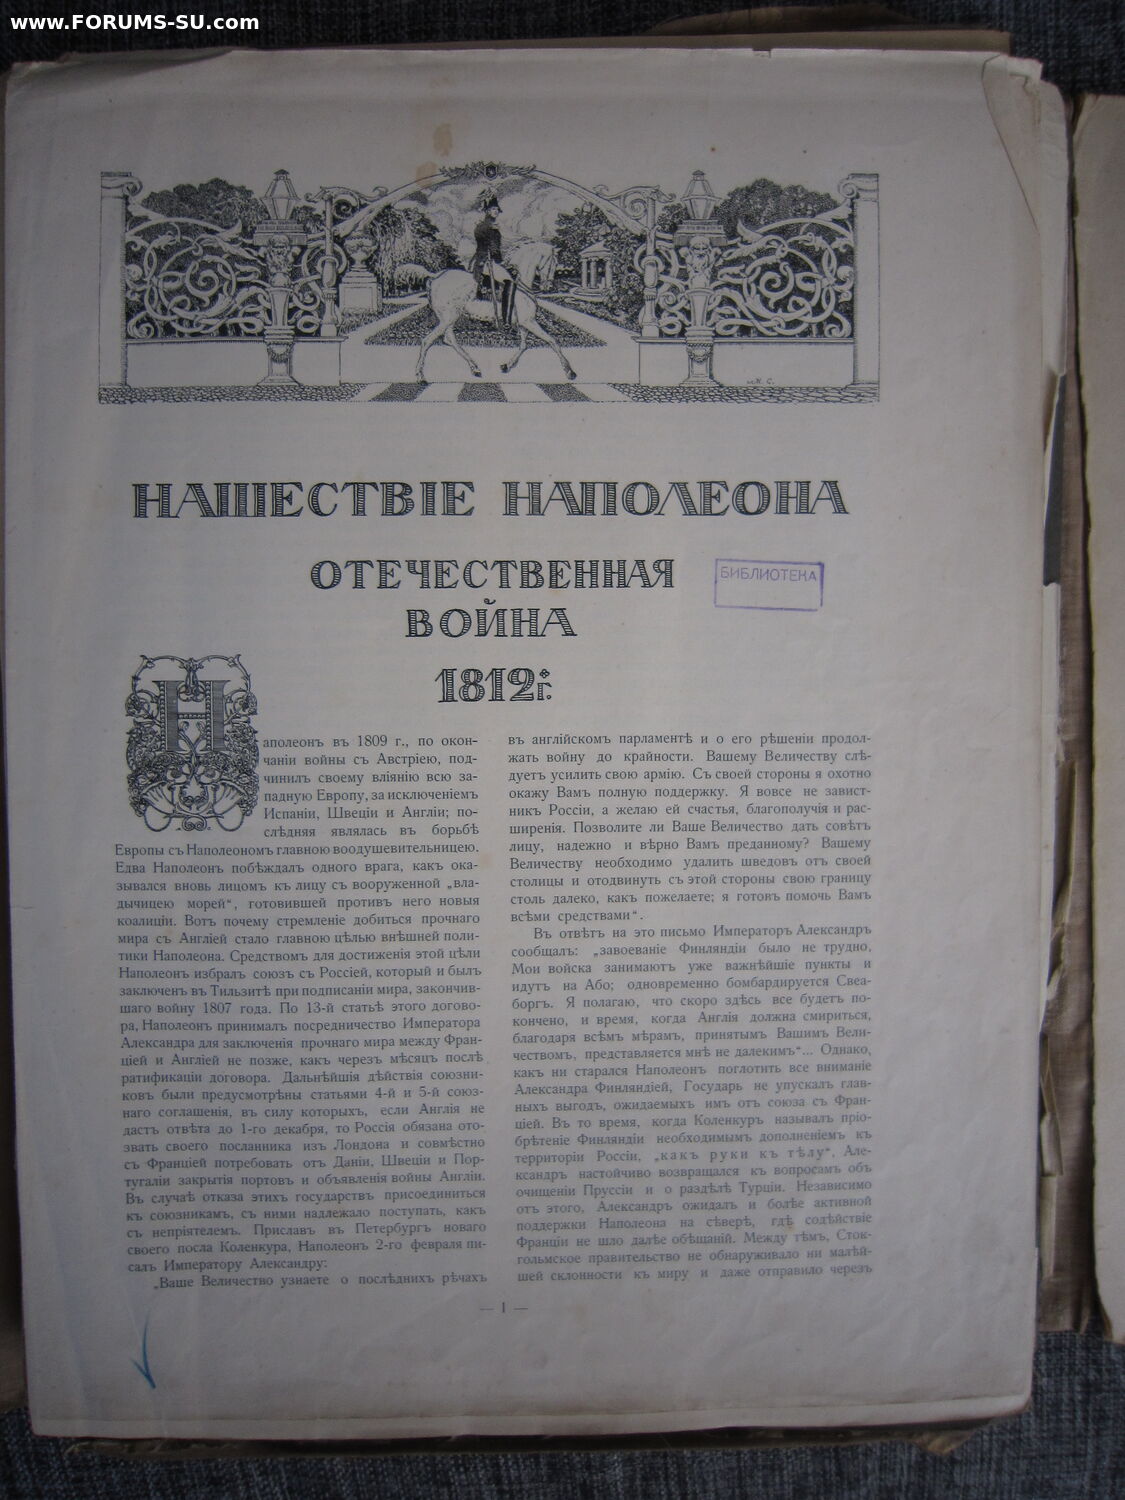 www.FORUMS-SU.com
НАШЕСТВІЕ НАПОЛЕОНА
ОТЕЧЕСТВЕННАЯ
ВОЙНА
1812 г.
БИБЛИОТЕКА
Наполеонъ въ 1809 г., по окон-
чаніи войны съ Австріею, под-
чинилъ своему вліянію всю за-
падную Европу, за исключеніемъ
Испаніи, Швеціи и Англіи; по-
слѣдняя являлась въ борьбѣ
Европы съ Наполеономъ главною воодушевительницею.
Едва Наполеонъ побѣждалъ одного врага, какъ ока-
зывался вновь лицомъ къ лицу съ вооруженной „вла-
дычицею морей“, готовившей противъ него новыя
коалиціи. Вотъ почему стремленіе добиться прочнаго
мира съ Англіей стало главною цѣлью внѣшней поли-
тики Наполеона. Средствомъ для достиженія этой цѣли
Наполеонъ избралъ союзъ съ Россіей, который и былъ
заключенъ въ Тильзитѣ при подписаніи мира, закончив-
шаго войну 1807 года. По 13-й статьѣ этого догово-
ра, Наполеонъ принималъ посредничество Императора
Александра для заключенія прочнаго мира между Фран-
ціей и Англіей не позже, какъ черезъ мѣсяцъ послѣ
ратификаціи договора. Дальнѣйшія дѣйствія союзни-
ковъ были предусмотрѣны статьями 4-й и 5-й союз-
наго соглашенія, въ силу которыхъ, если Англія не
дастъ отвѣта до 1-го декабря, то Россія обязана ото-
звать своего посланника изъ Лондона и совмѣстно
съ Франціей потребовать отъ Даніи, Швеціи и Пор-
тугаліи закрытія портовъ и объявленія войны Англіи.
Въ случаѣ отказа этихъ государствъ присоединиться
къ союзникамъ, съ ними надлежало поступать, какъ
съ непріятелемъ. Приславъ въ Петербургъ новаго
своего посла Коленкура, Наполеонъ 2-го февраля пи-
салъ Императору Александру:
„Ваше Величество узнаете о послѣднихъ рѣчахъ
въ англійскомъ парламентѣ и о его рѣшеніи продол-
жать войну до крайности. Вашему Величеству слѣ-
дуетъ усилить свою армію. Съ своей стороны я охотно
окажу Вамъ полную поддержку. Я вовсе не завист-
никъ Россіи, а желаю ей счастья, благополучія и рас-
ширенія. Позволите ли Ваше Величество дать совѣтъ
лицу, надежно и вѣрно Вамъ преданному? Вашему
Величеству необходимо удалить шведовъ отъ своей
столицы и отодвинуть съ этой стороны свою границу
столь далеко, какъ пожелаете; я готовъ помочь Вамъ
всѣми средствами“.
Въ отвѣтъ на это письмо Императоръ Александръ
сообщалъ: „завоеваніе Финляндіи было не трудно,
Мои войска занимаютъ уже важнѣйшіе пункты и
идутъ на Або; одновременно бомбардируется Свеа-
боргъ. Я полагаю, что скоро здѣсь все будетъ по-
кончено, и время, когда Англія должна смириться,
благодаря всѣмъ мѣрамъ, принятымъ Вашимъ Вели-
чествомъ, представляется мнѣ не далекимъ“... Однако,
какъ ни старался Наполеонъ поглотить все вниманіе
Александра Финляндіей, Государь не упускалъ глав-
ныхъ выгодъ, ожидаемыхъ имъ отъ союза съ Фран-
ціей. Въ то время, когда Коленкуръ называлъ пріо-
брѣтеніе Финляндіи необходимымъ дополненіемъ къ
территоріи Россіи, „какъ руки къ тѣлу“, Але-
ксандръ настойчиво возвращался къ вопросамъ объ
очищеніи Пруссіи и о раздѣлѣ Турціи. Независимо
отъ этого, Александръ ожидалъ и болѣе активной
поддержки Наполеона на сѣверѣ, гдѣ содѣйствіе
Франціи не шло далѣе обѣщаній. Между тѣмъ, Сток-
гольмское правительство не обнаруживало ни малѣй-
шей склонности къ миру и даже отправило черезъ
— 1 —